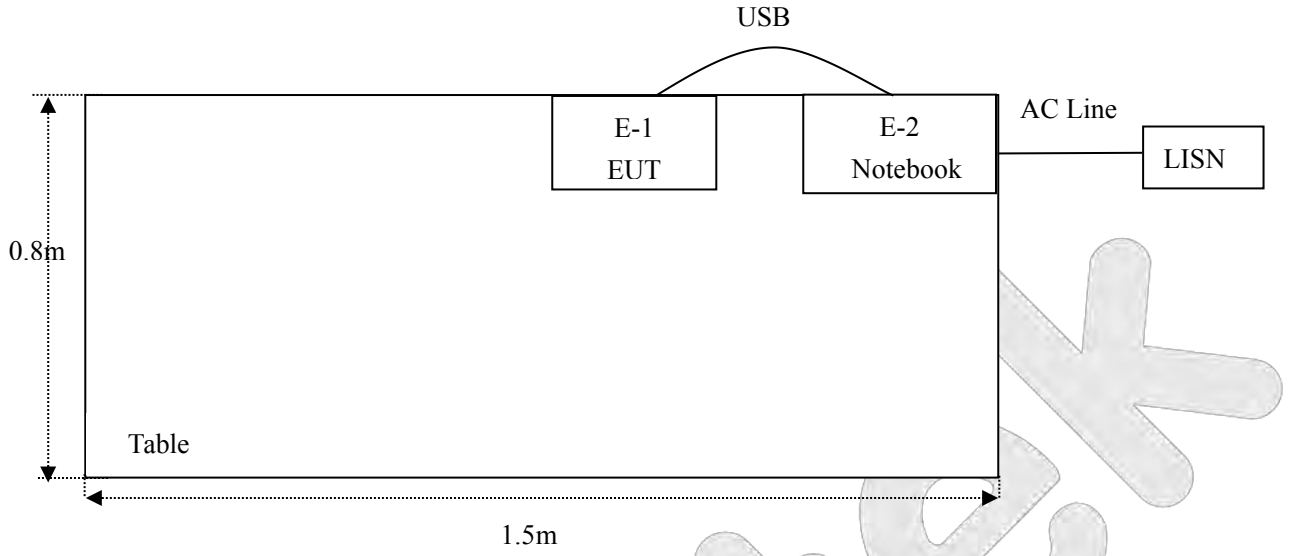 USB
AC Line
E-1
EUT
E-2
Notebook
LISN
0.8m
Table
1.5m